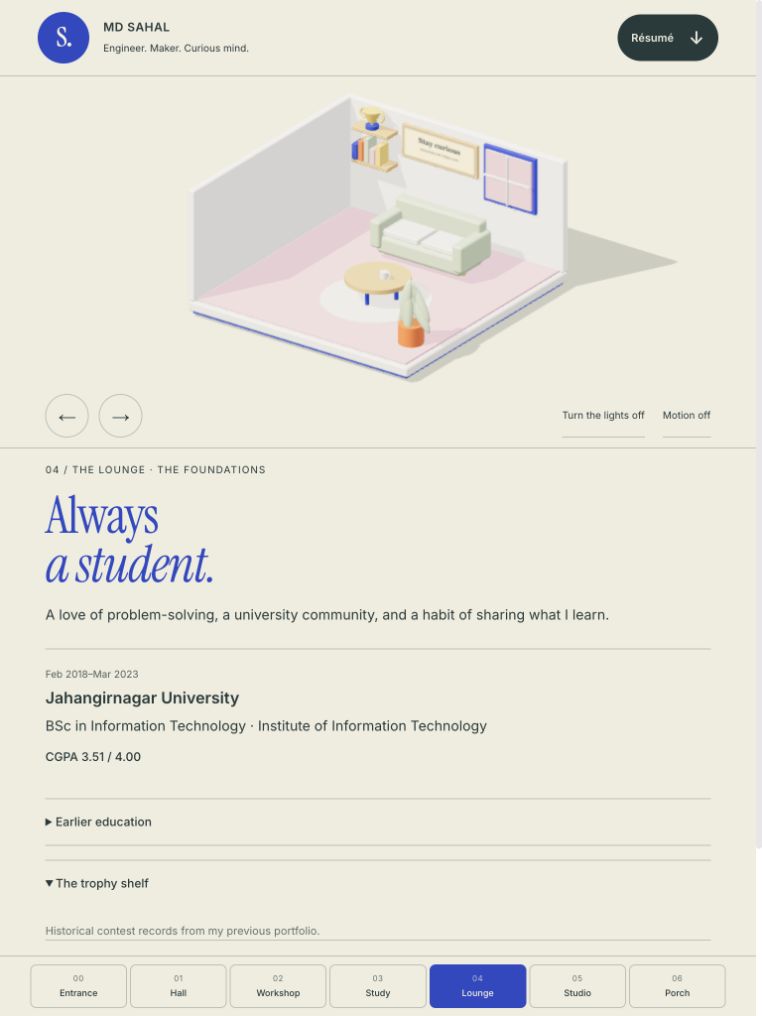 S.
MD SAHAL
Engineer. Maker. Curious mind.
Résumé ↓
Stay curious
← →
Turn the lights off
Motion off
04 / THE LOUNGE · THE FOUNDATIONS
Always
a student.
A love of problem-solving, a university community, and a habit of sharing what I learn.
Feb 2018–Mar 2023
Jahangirnagar University
BSc in Information Technology · Institute of Information Technology
CGPA 3.51 / 4.00
Earlier education
The trophy shelf
Historical contest records from my previous portfolio.
00
Entrance
01
Hall
02
Workshop
03
Study
04
Lounge
05
Studio
06
Porch